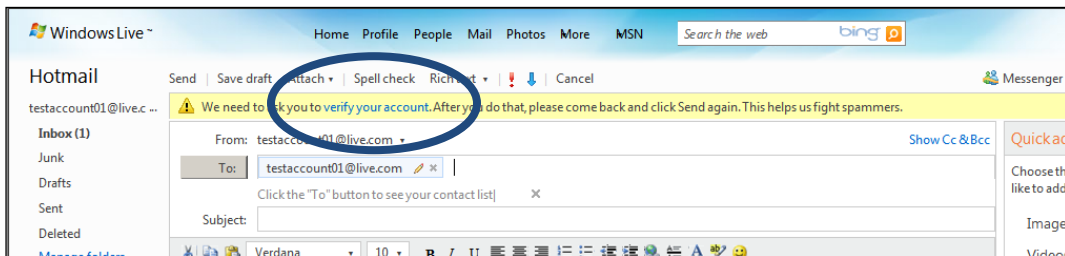 Windows Live ~
Home Profile People Mail Photos More MSN Search the web bing
Hotmail
Send | Save draft Attach | Spell check Rich | Cancel
Messenger
testaccount01@live.c ...
We need to ask you to verify your account. After you do that, please come back and click Send again. This helps us fight spammers.
Inbox (1)
From: testaccount01@live.com
Show Cc & Bcc
Quick
Junk
To: testaccount01@live.com
Choose
Drafts
like to add
Click the "To" button to see your contact list|
Sent
Subject:
Image
Deleted
Verdana 10 B I U A
Manage folders